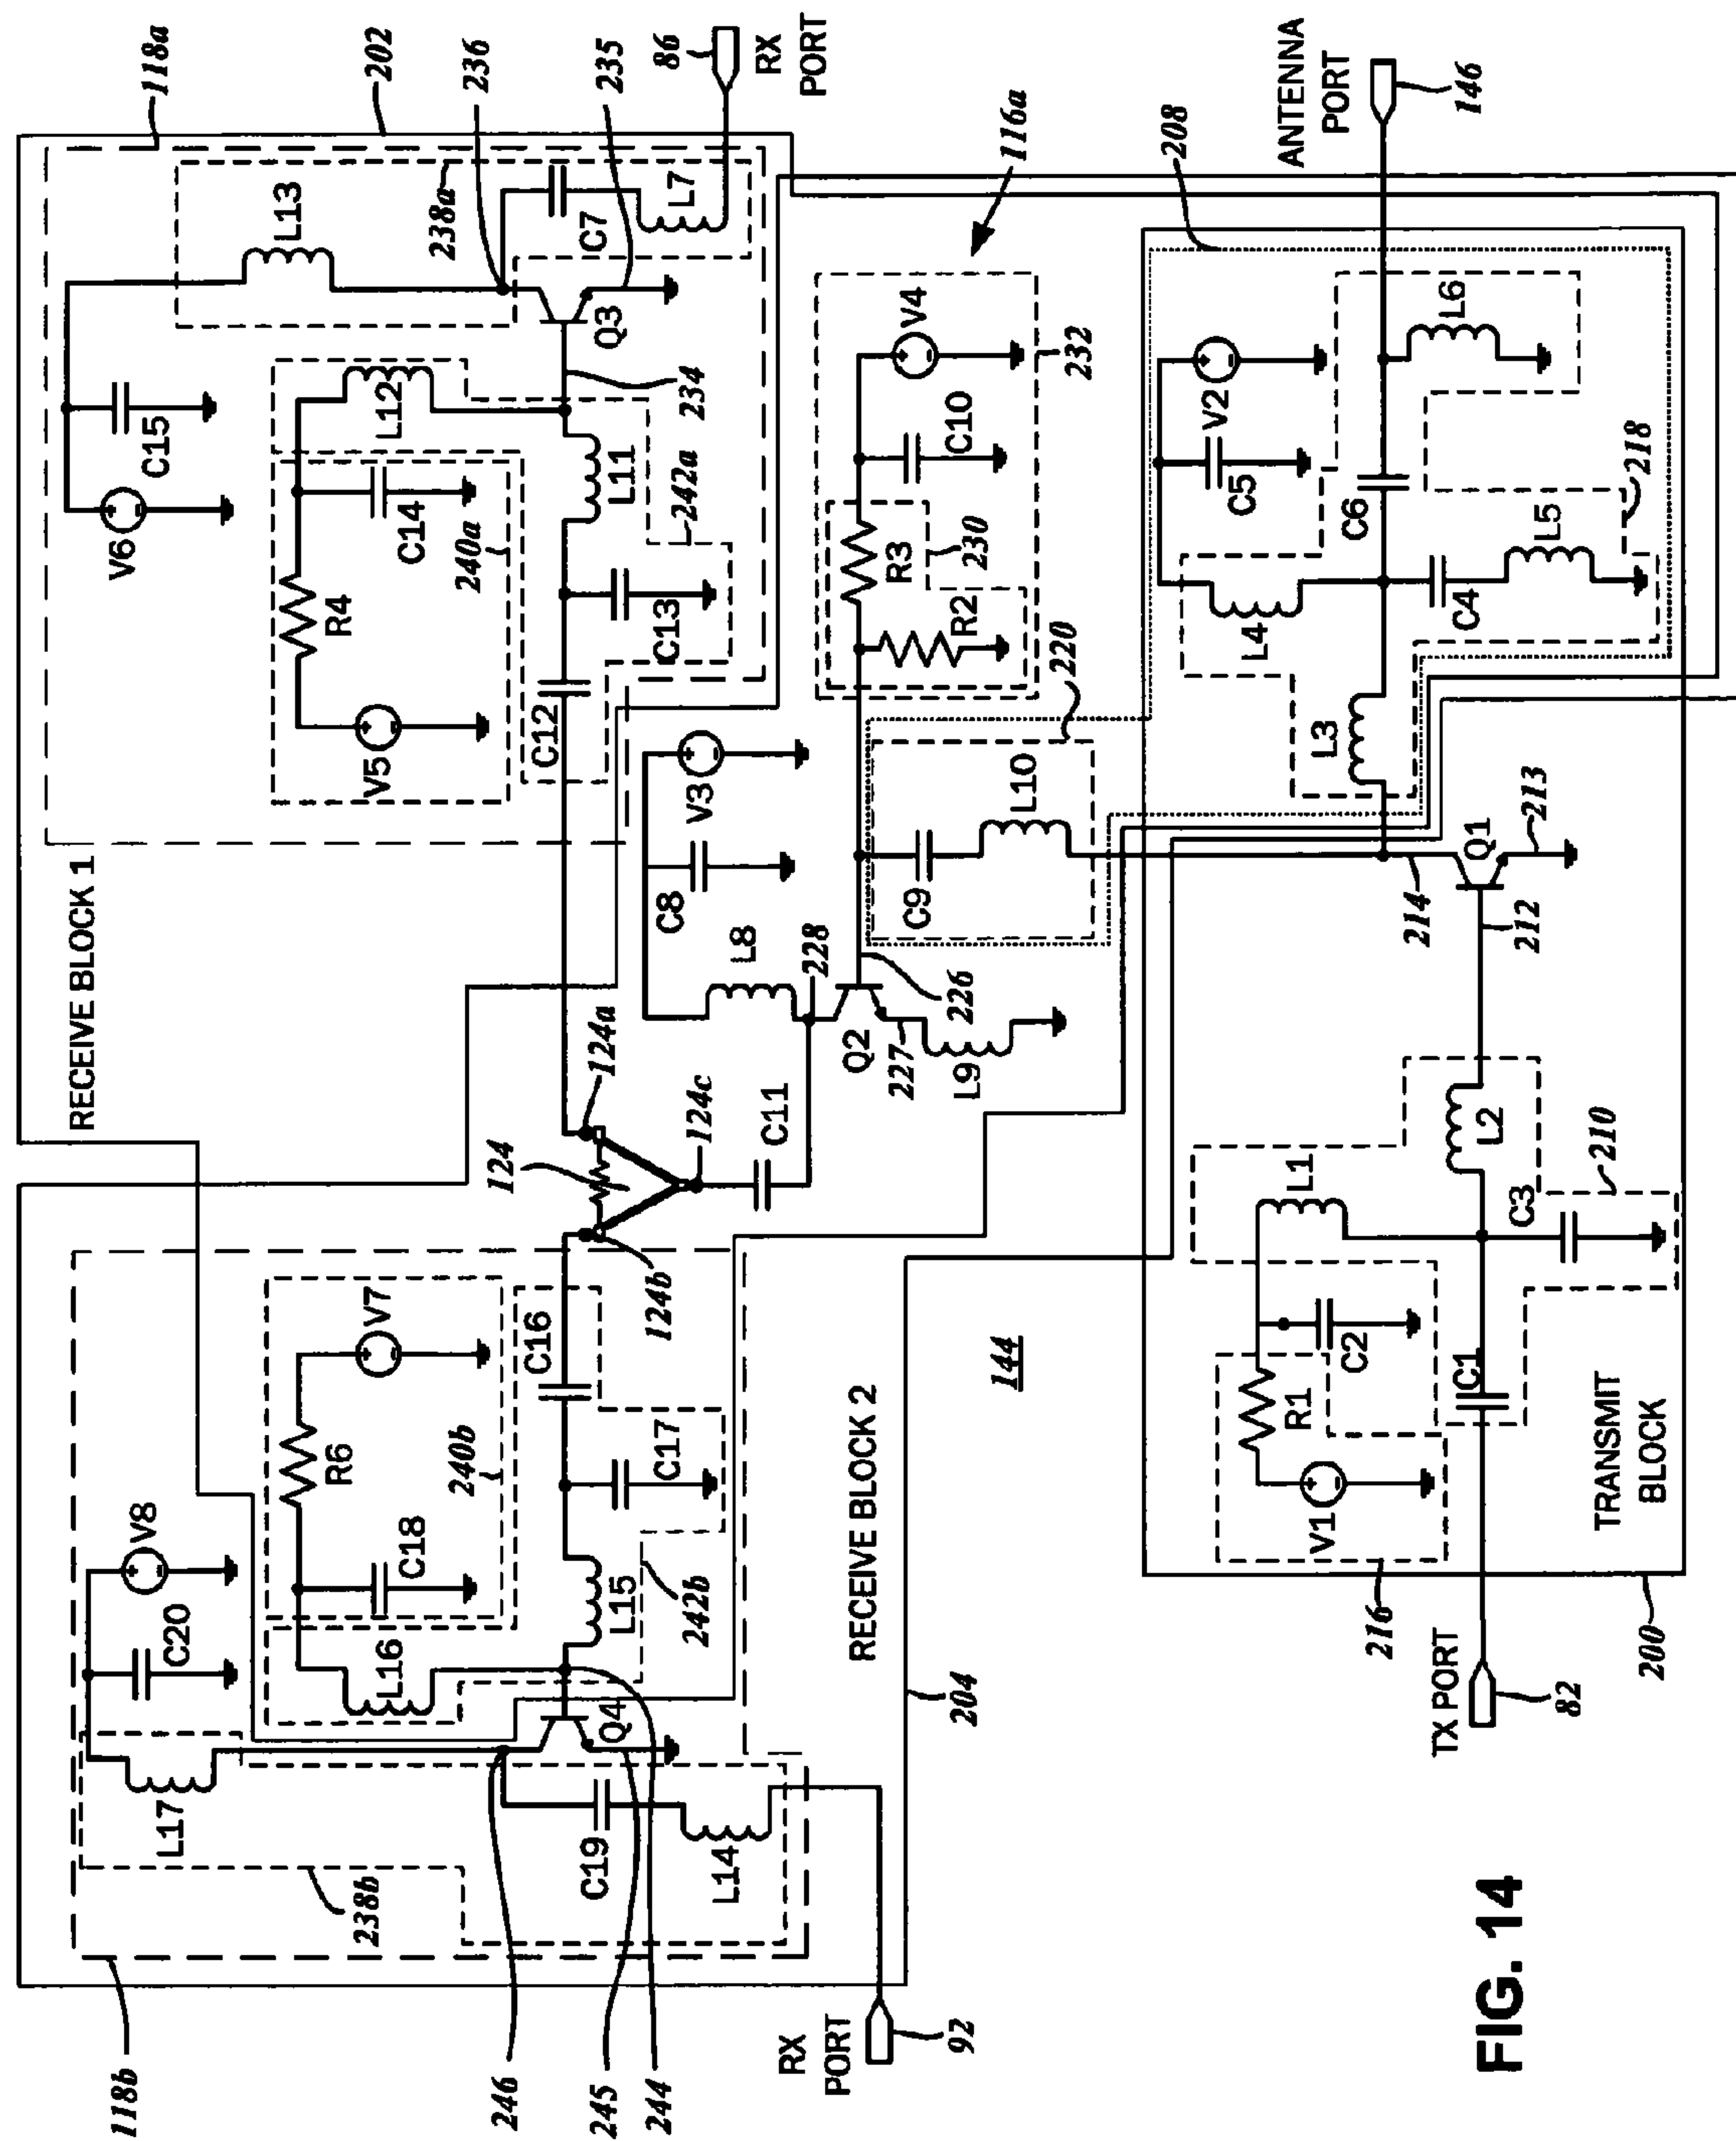 118a
202
236
86
RX
PORT
235
L13
238a
C7
L7
116a
ANTENNA
PORT
146
208
C15
V6
Q3
L12
234
C14
240a
L11
242a
R4
V5
C13
C12
V4
232
C10
R3
230
R2
220
V2
L6
C5
218
C6
L5
L4
C4
L3
RECEIVE BLOCK 1
V3
C8
L8
L10
C9
228
226
Q2
227
L9
214
Q1
213
212
124a
124
124c
C11
124b
L2
L1
210
C3
C2
R1
C1
V1
216
TRANSMIT
BLOCK
200
144
V7
C16
R6
240b
C17
V8
C18
C20
L15
242b
L16
RECEIVE BLOCK 2
204
Q4
L17
C19
L14
238b
118b
246
245
244
RX
PORT
92
TX PORT
82
FIG. 14